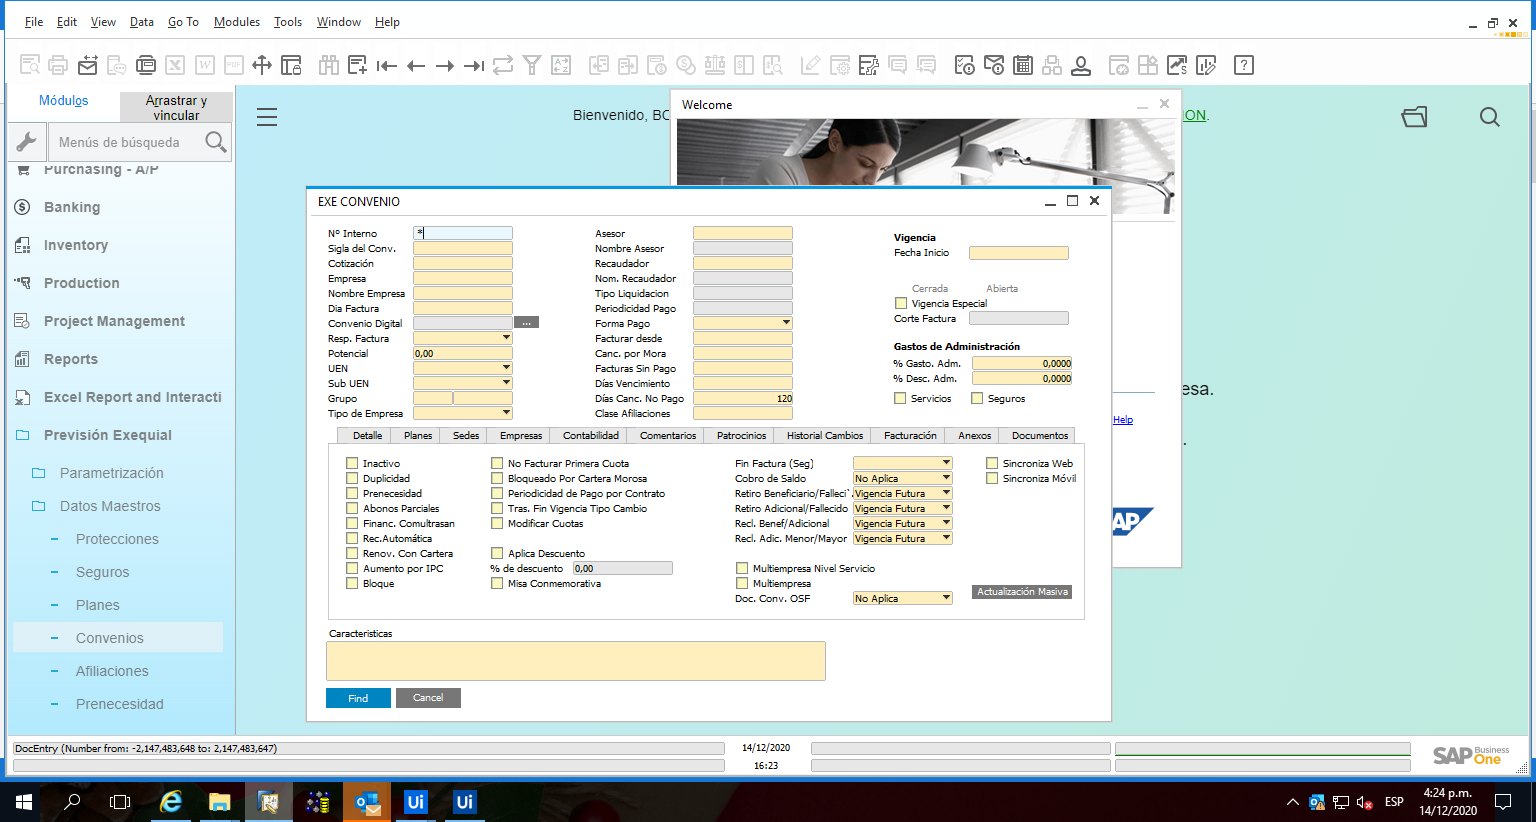 File Edit View Data Go To Modules Tools Window Help
Módulos
Arrastrar y vincular
Menús de búsqueda
Purchasing - A/P
Banking
Inventory
Production
Project Management
Reports
Excel Report and Interacti
Previsión Exequial
Parametrización
Datos Maestros
Protecciones
Seguros
Planes
Convenios
Afiliaciones
Prenecesidad
Bienvenido, BO
ON.
Welcome
esa.
Help
EXE CONVENIO
Nº Interno *
Sigla del Conv.
Cotización
Empresa
Nombre Empresa
Dia Factura
Convenio Digital ...
Resp. Factura
Potencial 0,00
UEN
Sub UEN
Grupo
Tipo de Empresa
Asesor
Nombre Asesor
Recaudador
Nom. Recaudador
Tipo Liquidacion
Periodicidad Pago
Forma Pago
Facturar desde
Canc. por Mora
Facturas Sin Pago
Días Vencimiento
Días Canc. No Pago 120
Clase Afiliaciones
Vigencia
Fecha Inicio
Cerrada Abierta
Vigencia Especial
Corte Factura
Gastos de Administración
% Gasto. Adm. 0,0000
% Desc. Adm. 0,0000
Servicios Seguros
Detalle Planes Sedes Empresas Contabilidad Comentarios Patrocinios Historial Cambios Facturación Anexos Documentos
Inactivo
Duplicidad
Prenecesidad
Abonos Parciales
Financ. Comultrasan
Rec.Automática
Renov. Con Cartera
Aumento por IPC
Bloque
No Facturar Primera Cuota
Bloqueado Por Cartera Morosa
Periodicidad de Pago por Contrato
Tras. Fin Vigencia Tipo Cambio
Modificar Cuotas
Aplica Descuento
% de descuento 0,00
Misa Conmemorativa
Fin Factura (Seg)
Cobro de Saldo No Aplica
Retiro Beneficiario/Falleci`. Vigencia Futura
Retiro Adicional/Fallecido Vigencia Futura
Recl. Benef/Adicional Vigencia Futura
Recl. Adic. Menor/Mayor Vigencia Futura
Multiempresa Nivel Servicio
Multiempresa
Doc. Conv. OSF No Aplica
Sincroniza Web
Sincroniza Móvil
Actualización Masiva
Caracteristicas
Find Cancel
AP
DocEntry (Number from: -2,147,483,648 to: 2,147,483,647)
14/12/2020
16:23
SAP Business One
Ui Ui
ESP
4:24 p.m.
14/12/2020